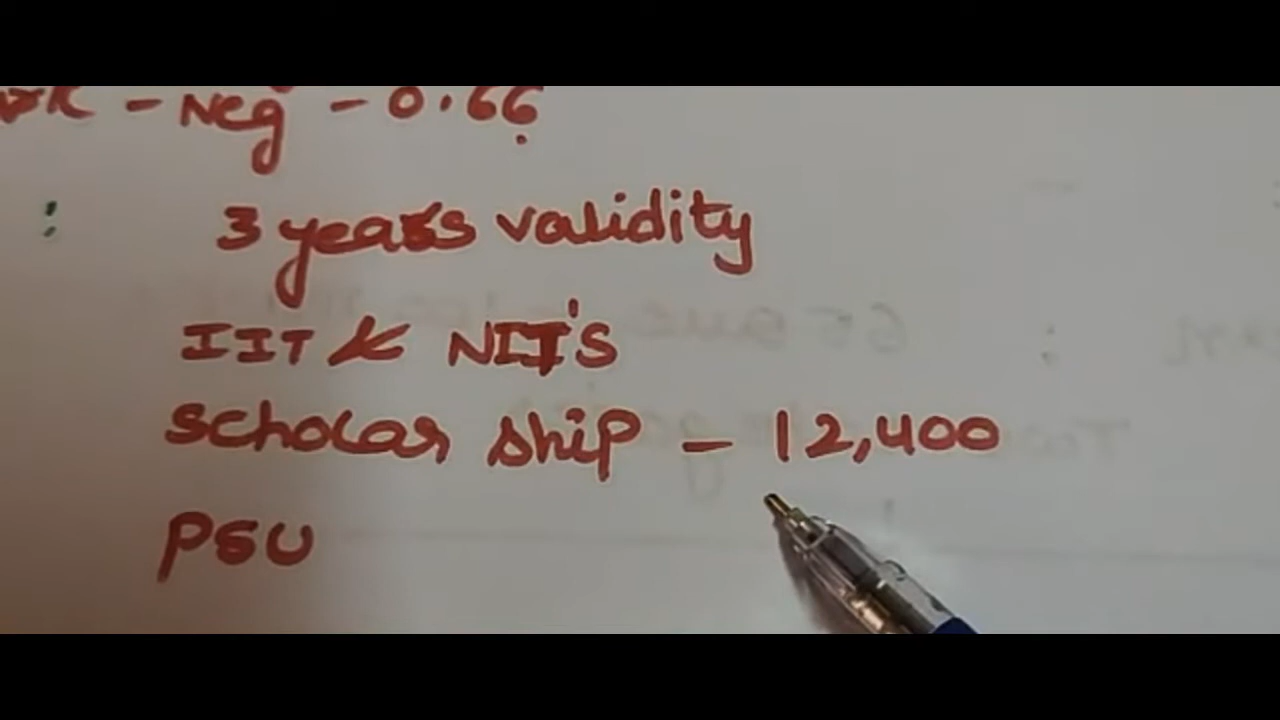 - Neg - 0.66
: 3 years validity
IIT & NIT'S
Scholar ship - 12,400
PSU